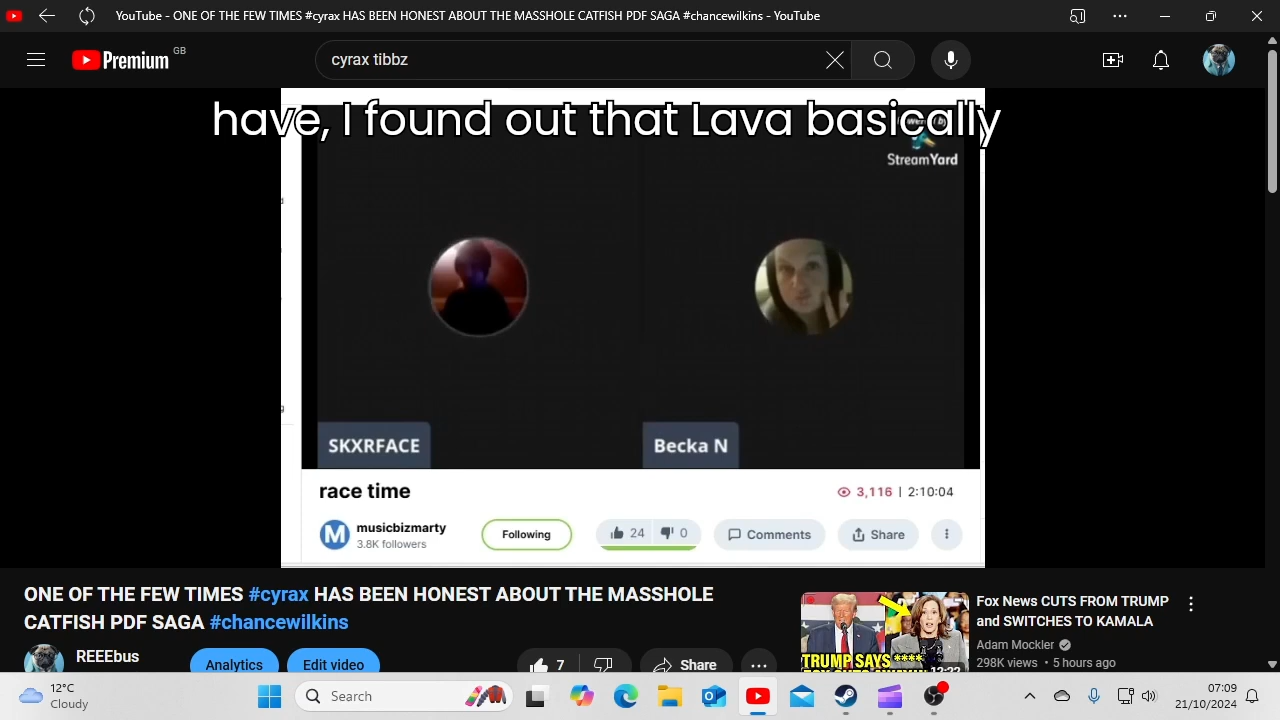 YouTube - ONE OF THE FEW TIMES #cyrax HAS BEEN HONEST ABOUT THE MASSHOLE CATFISH PDF SAGA #chancewilkins - YouTube
Premium GB
cyrax tibbz
have, I found out that Lava basically
StreamYard
SKXRFACE
Becka N
race time
3,116 | 2:10:04
M
musicbizmarty
3.8K followers
Following
24
0
Comments
Share
ONE OF THE FEW TIMES #cyrax HAS BEEN HONEST ABOUT THE MASSHOLE
CATFISH PDF SAGA #chancewilkins
REEEbus
Analytics
Edit video
7
Share
TRUMP SAYS ****
12:22
Fox News CUTS FROM TRUMP
and SWITCHES TO KAMALA
Adam Mockler
298K views • 5 hours ago
12°C
Cloudy
Search
07:09
21/10/2024